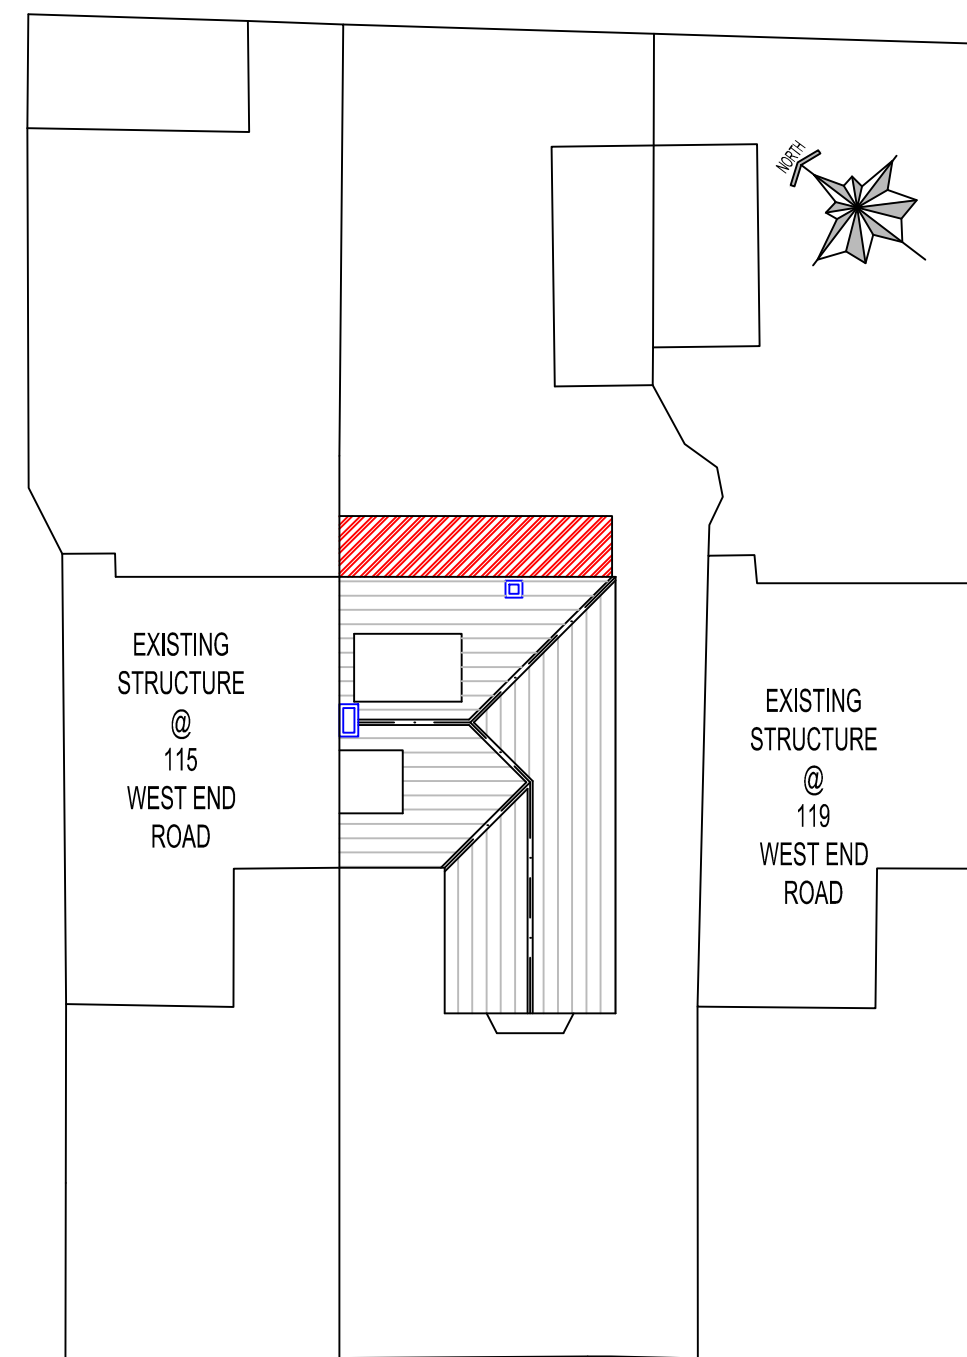 NORTH
EXISTING
STRUCTURE
@
115
WEST END
ROAD
EXISTING
STRUCTURE
@
119
WEST END
ROAD